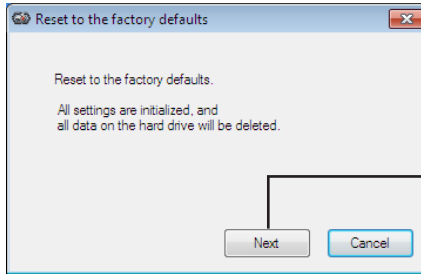 Reset to the factory defaults
Reset to the factory defaults.
All settings are initialized, and
all data on the hard drive will be deleted.
Next
Cancel